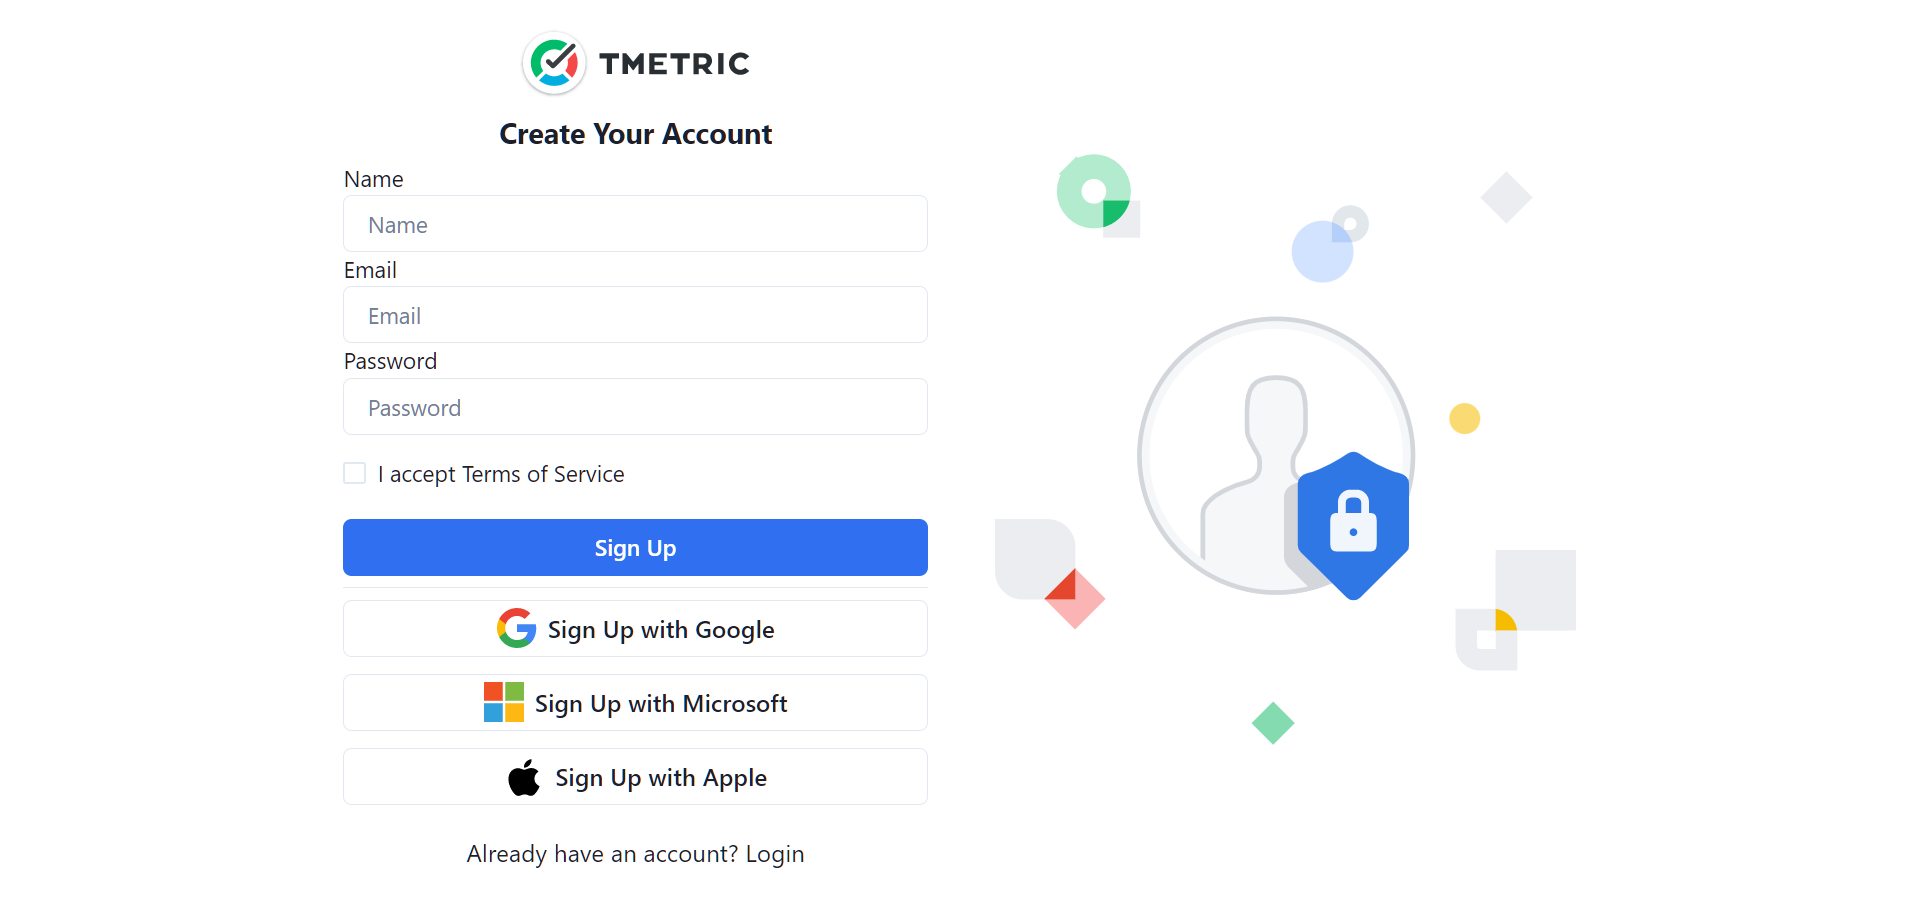 TMETRIC
Create Your Account
Name
Name
Email
Email
Password
Password
I accept Terms of Service
Sign Up
Sign Up with Google
Sign Up with Microsoft
Sign Up with Apple
Already have an account? Login